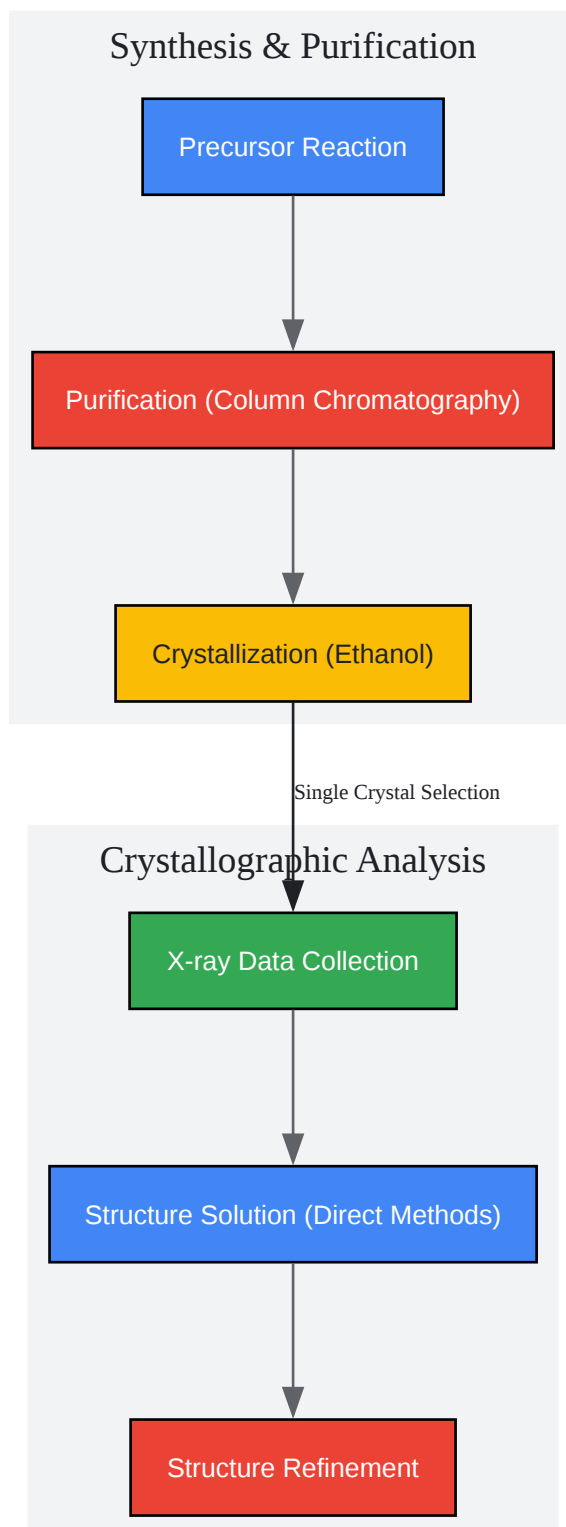 Synthesis & Purification
Precursor Reaction
Purification (Column Chromatography)
Crystallization (Ethanol)
Single Crystal Selection
Crystallographic Analysis
X-ray Data Collection
Structure Solution (Direct Methods)
Structure Refinement